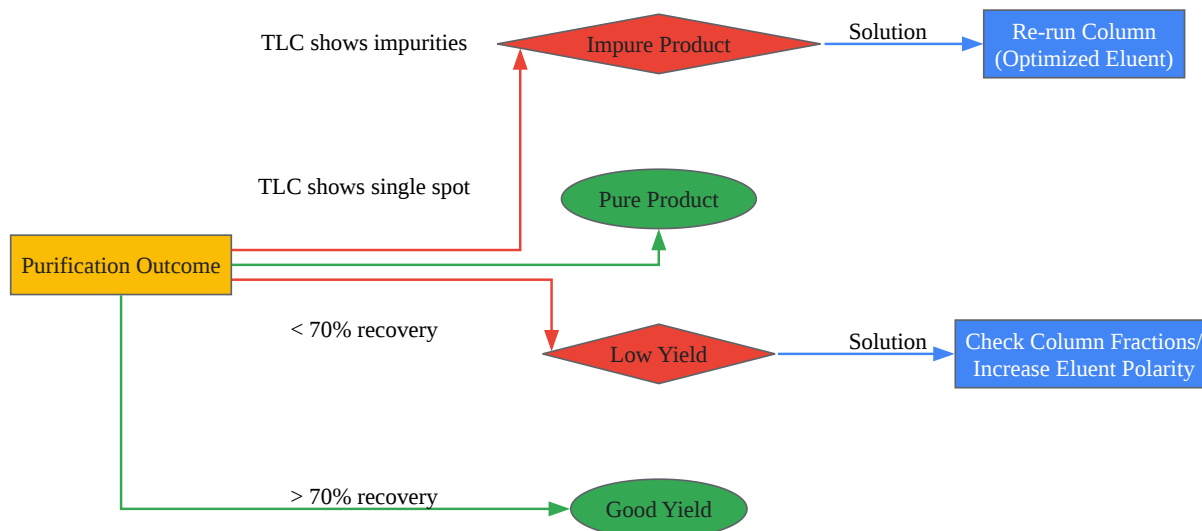 TLC shows impurities
Impure Product
Solution
Re-run Column
(Optimized Eluent)
TLC shows single spot
Pure Product
Purification Outcome
< 70% recovery
Low Yield
Solution
Check Column Fractions/
Increase Eluent Polarity
> 70% recovery
Good Yield